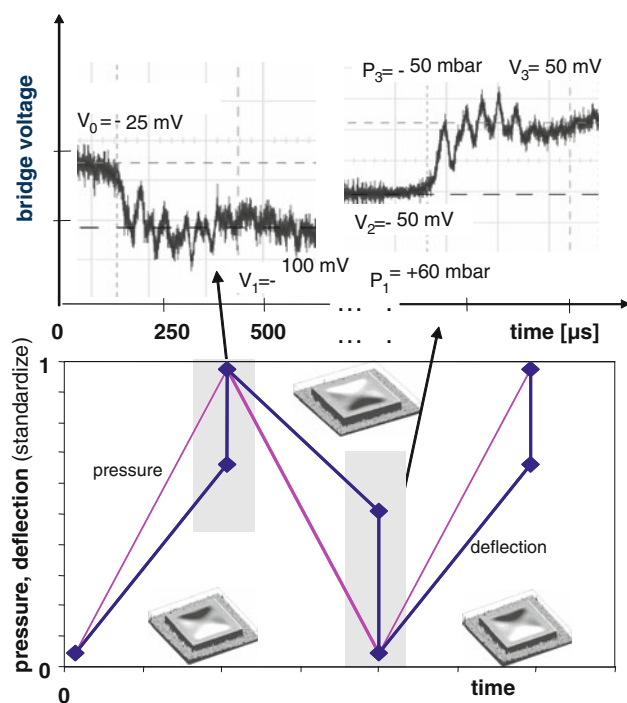 bridge voltage
V0 = - 25 mV
P3 = - 50 mbar
V3 = 50 mV
V2=- 50 mV
V1=- 100 mV
P1 = +60 mbar
0
250
500
... .
... .
time [µs]
pressure, deflection (standardize)
1
pressure
deflection
0
0
time